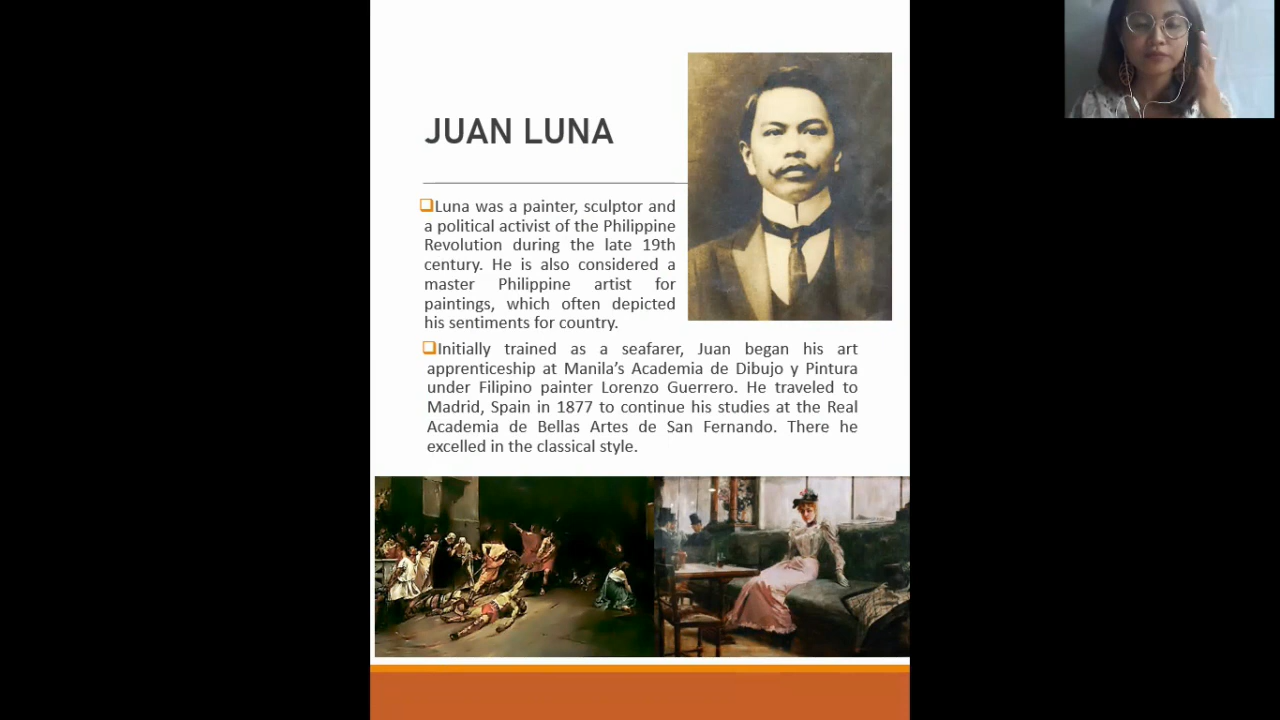 JUAN LUNA
Luna was a painter, sculptor and
a political activist of the Philippine
Revolution during the late 19th
century. He is also considered a
master Philippine artist for
paintings, which often depicted
his sentiments for country.
Initially trained as a seafarer, Juan began his art
apprenticeship at Manila's Academia de Dibujo y Pintura
under Filipino painter Lorenzo Guerrero. He traveled to
Madrid, Spain in 1877 to continue his studies at the Real
Academia de Bellas Artes de San Fernando. There he
excelled in the classical style.